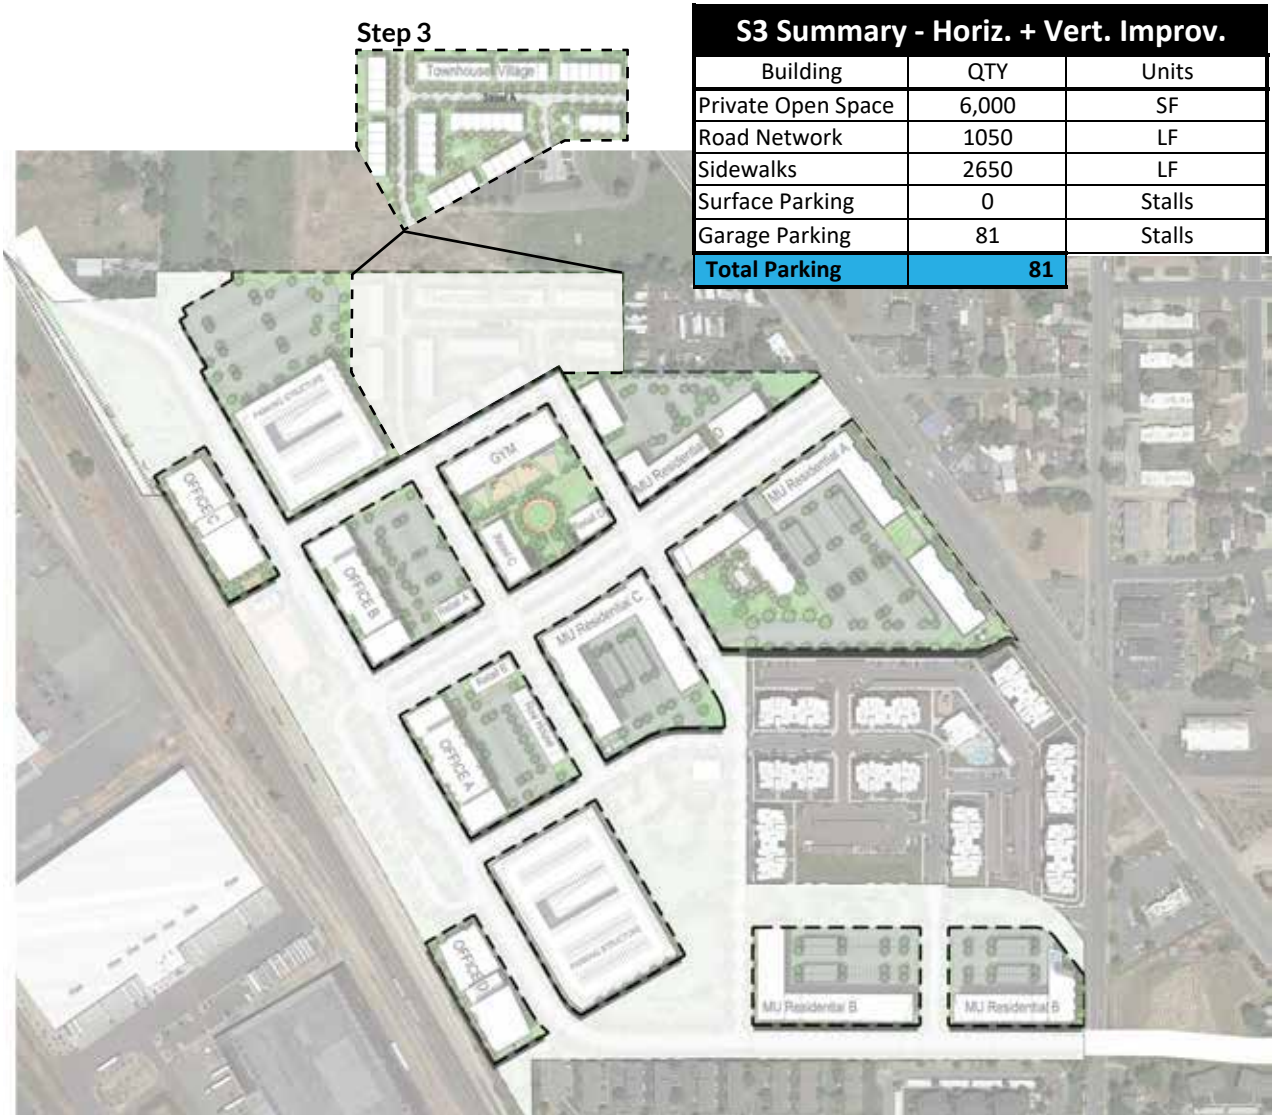 Step 3
S3 Summary - Horiz. + Vert. Improv.
Building QTY Units
Private Open Space 6,000 SF
Road Network 1050 LF
Sidewalks 2650 LF
Surface Parking 0 Stalls
Garage Parking 81 Stalls
Total Parking 81
Townhouse Village
Street A
PARKING STRUCTURE
OFFICE C
GYM
MU Residential D
MU Residential A
OFFICE B
Retail A
Retail C
MU Residential C
Retail B
OFFICE A
PARKING STRUCTURE
OFFICE D
MU Residential B
MU Residential B